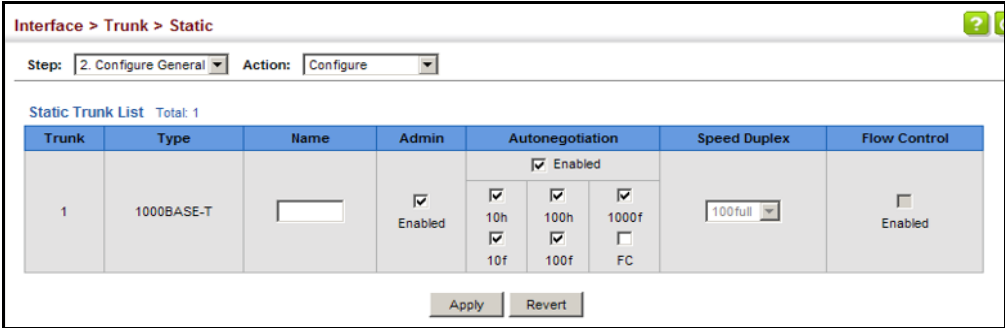 Interface > Trunk > Static
?
Step: 2. Configure General Action: Configure
Static Trunk List Total: 1
Trunk Type Name Admin Autonegotiation Speed Duplex Flow Control
Enabled
1 1000BASE-T Enabled 10h 100h 1000f 100full Enabled
10f 100f FC
Apply Revert